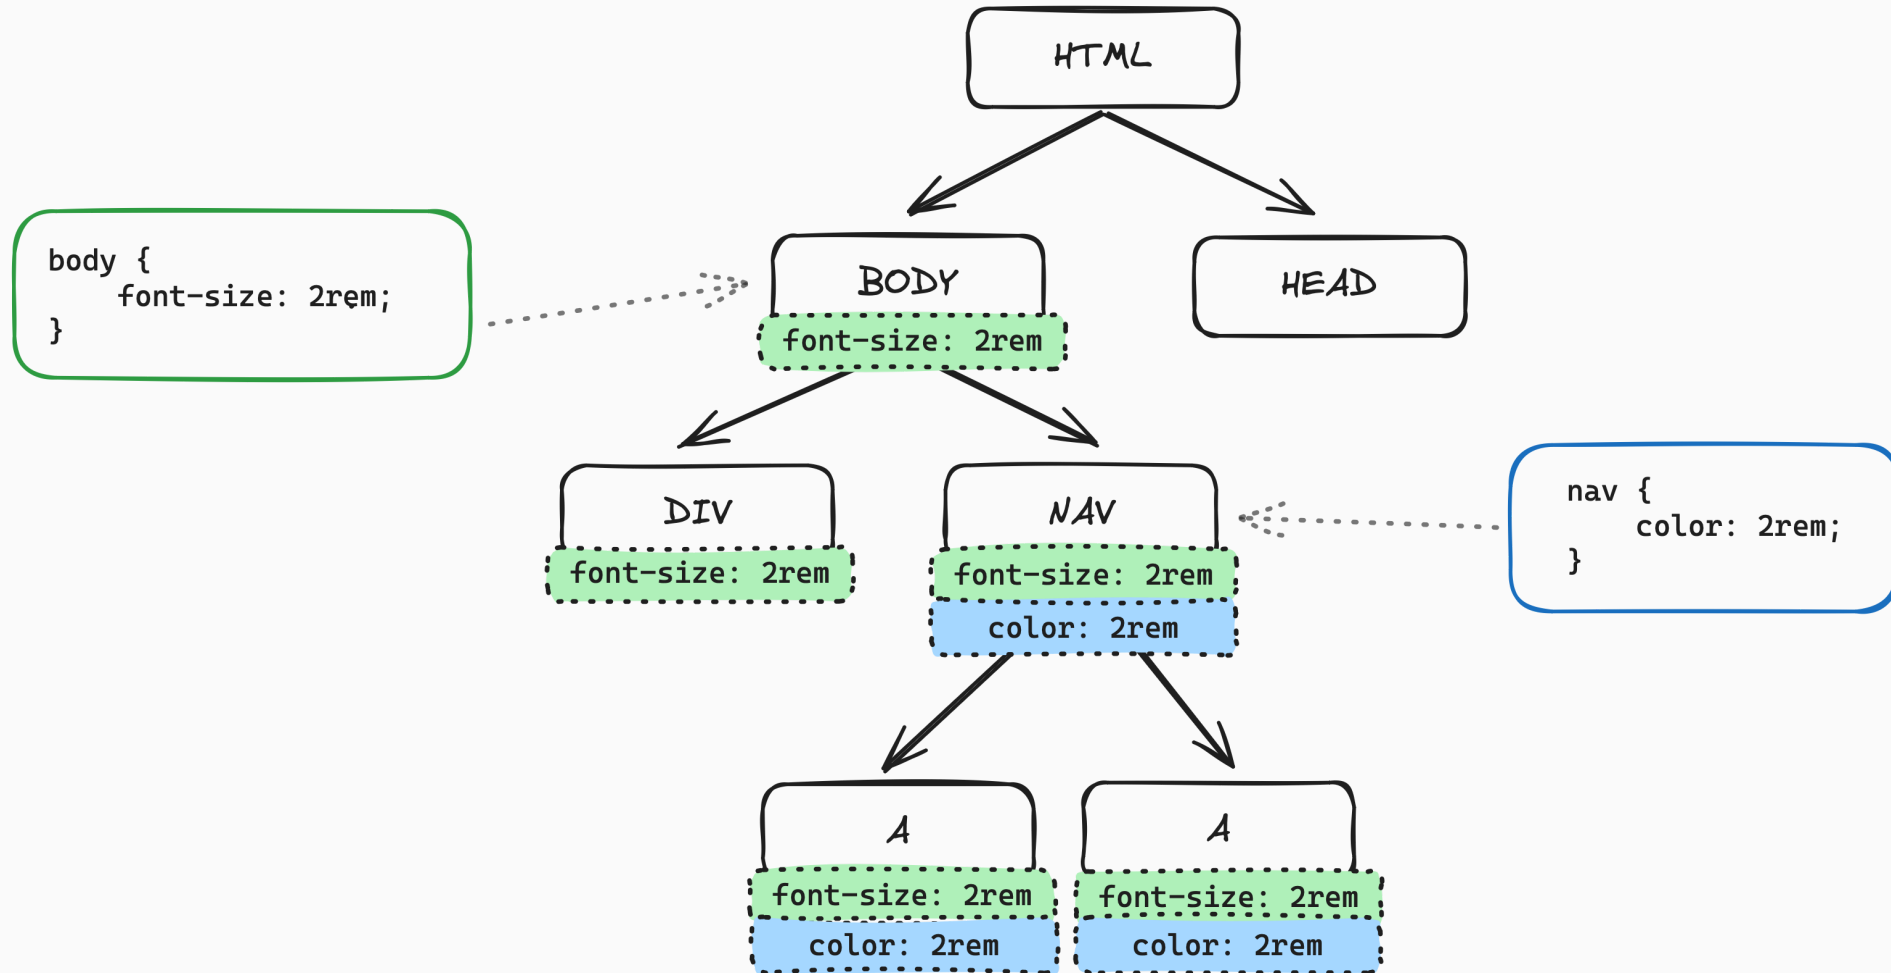 HTML
body {
    font-size: 2rem;
}
BODY
font-size: 2rem
HEAD
DIV
font-size: 2rem
NAV
font-size: 2rem
color: 2rem
nav {
    color: 2rem;
}
A
font-size: 2rem
color: 2rem
A
font-size: 2rem
color: 2rem